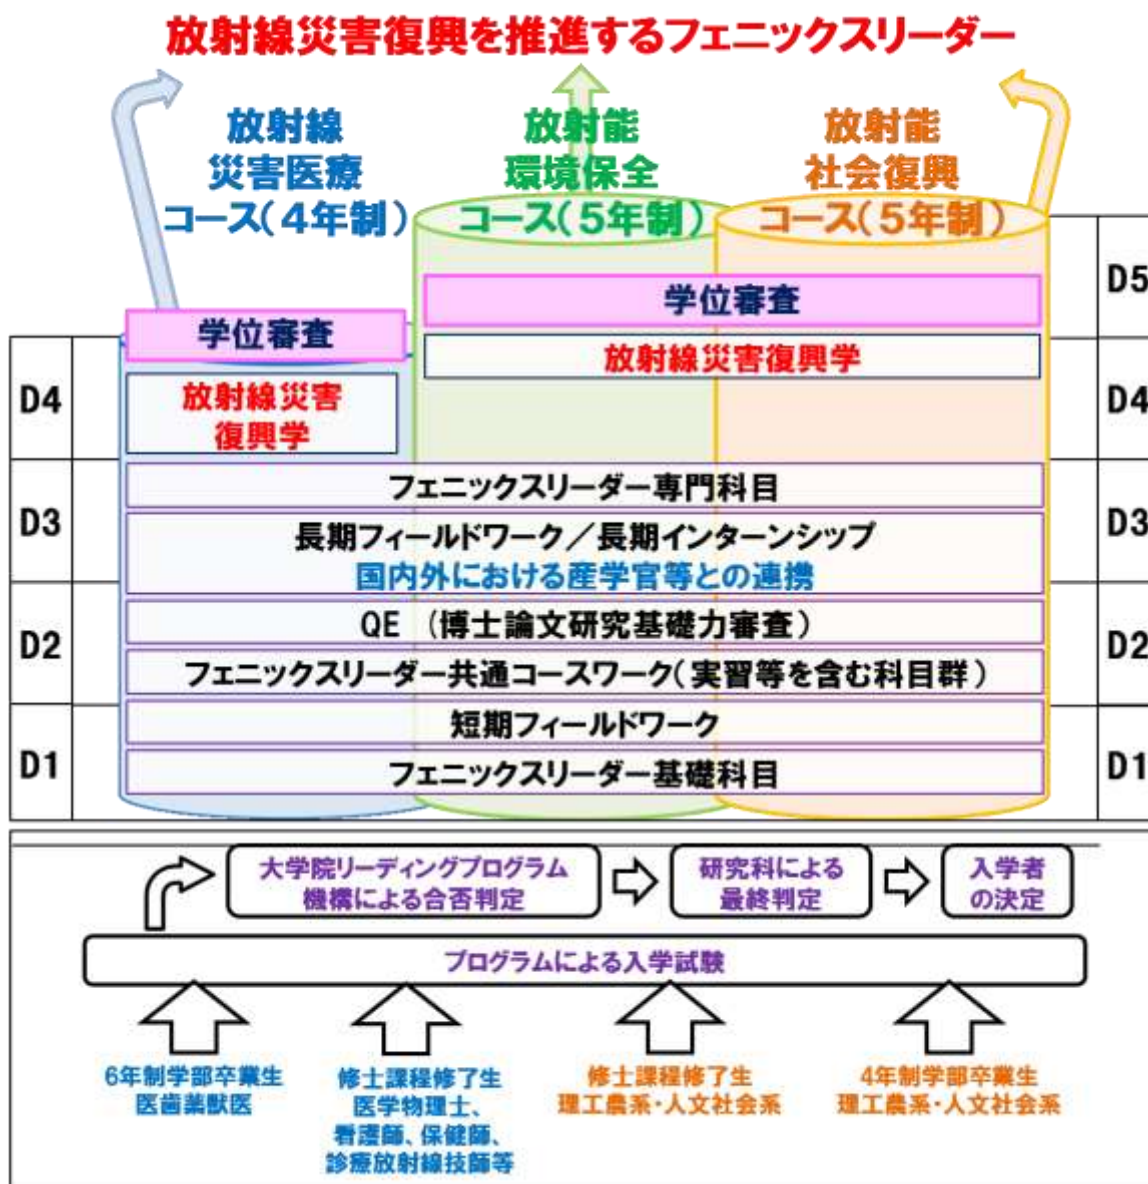 放射線災害復興を推進するフェニックスリーダー
放射線
災害医療
コース(4年制)
放射能
環境保全
コース(5年制)
放射能
社会復興
コース(5年制)
D5
学位審査
学位審査
放射線災害復興学
D4
放射線災害
復興学
D4
フェニックスリーダー専門科目
D3
長期フィールドワーク／長期インターンシップ
国内外における産学官等との連携
D3
QE （博士論文研究基礎力審査）
D2
フェニックスリーダー共通コースワーク(実習等を含む科目群)
D2
短期フィールドワーク
D1
フェニックスリーダー基礎科目
D1
大学院リーディングプログラム
機構による合否判定
研究科による
最終判定
入学者
の決定
プログラムによる入学試験
6年制学部卒業生
医歯薬獣医
修士課程修了生
医学物理士、
看護師、保健師、
診療放射線技師等
修士課程修了生
理工農系・人文社会系
4年制学部卒業生
理工農系・人文社会系